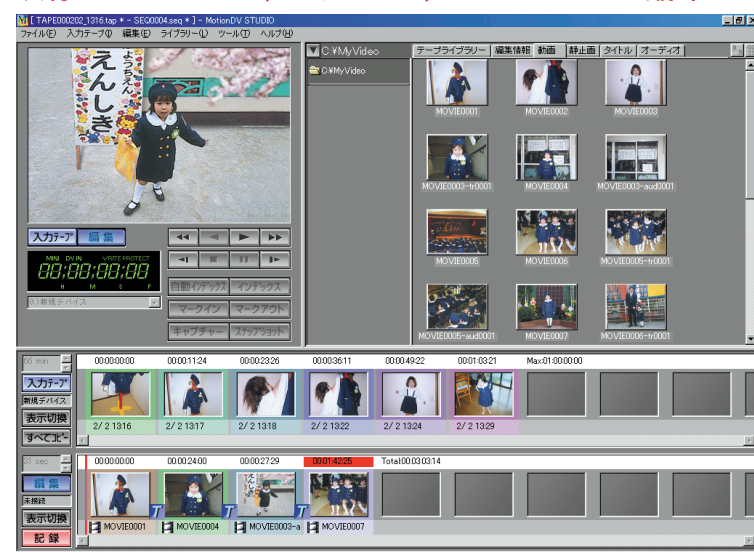 [ TAPE000202_1316.tap * - SEQ0004.seq * ] - MotionDV STUDIO
ファイル(F) 入力テープ(I) 編集(E) ライブラリー(L) ツール(T) ヘルプ(H)
ようちえん
えんしき
▼ C:¥MyVideo
C:¥MyVideo
テープライブラリー 編集情報 動画 静止画 タイトル オーディオ
MOVIE0001 MOVIE0002 MOVIE0003
MOVIE0003-tr0001 MOVIE0004 MOVIE0003-aud0001
MOVIE0005 MOVIE0006 MOVIE0005-tr0001
MOVIE0005-aud0001 MOVIE0007 MOVIE0006-tr0001
入力テープ 編集
MINI DV IN WRITE PROTECT
00:00:00:00
H M S F
(1:)新規デバイス
自動インデックス インデックス
マークイン マークアウト
キャプチャー スナップショット
66 min
00:00:00:00 00:00:11:24 00:00:23:26 00:00:36:11 00:00:49:22 00:01:03:21 Max:01:00:00:00
入力テープ
新規デバイス
表示切換
すべてコピー
2/ 2 13:16 2/ 2 13:17 2/ 2 13:18 2/ 2 13:22 2/ 2 13:24 2/ 2 13:29
31 sec
00:00:00:00 00:00:24:00 00:00:27:29 00:01:42:25 Total:00:03:03:14
編集
未接続
表示切換
記録
T T T
MOVIE0001 MOVIE0004 MOVIE0003-a MOVIE0007